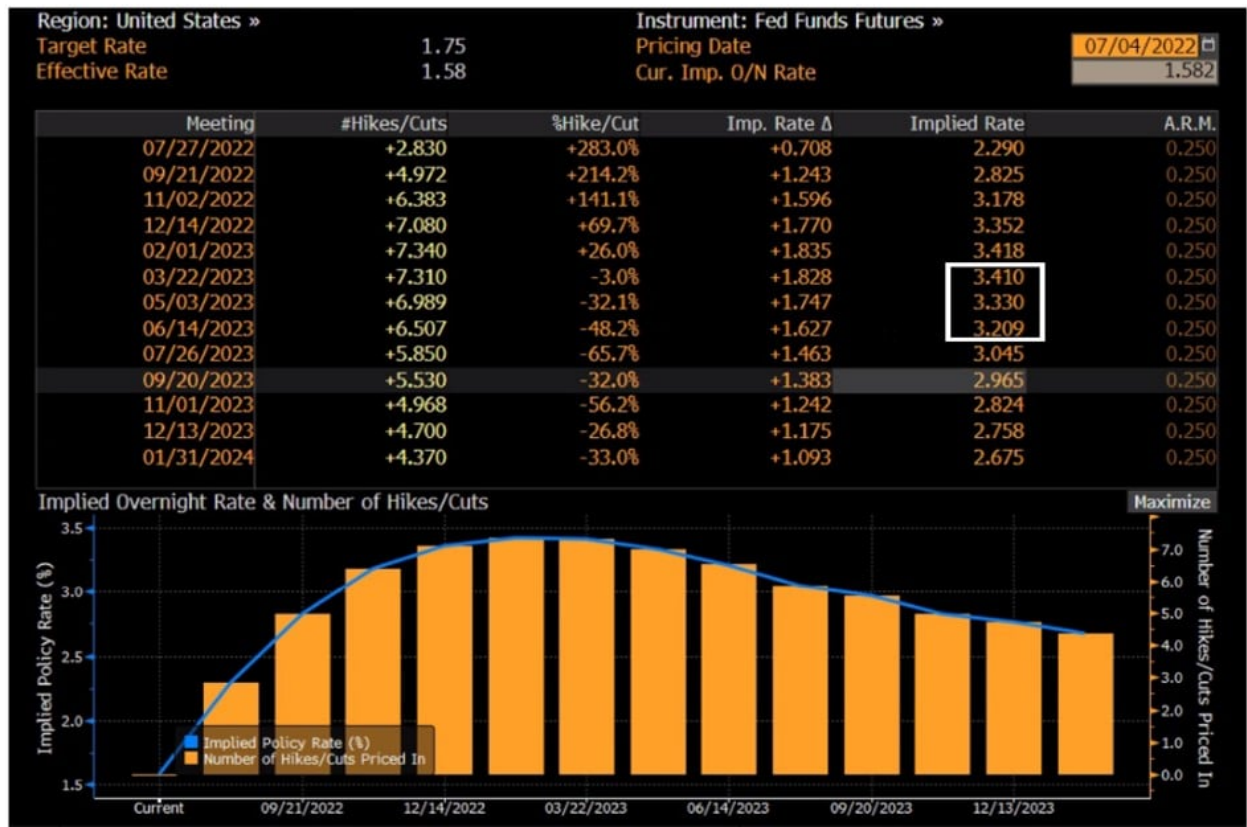 Region: United States » Instrument: Fed Funds Futures »
Target Rate 1.75 Pricing Date 07/04/2022
Effective Rate 1.58 Cur. Imp. O/N Rate 1.582
Meeting #Hikes/Cuts %Hike/Cut Imp. Rate Δ Implied Rate A.R.M.
07/27/2022 +2.830 +283.0% +0.708 2.290 0.250
09/21/2022 +4.972 +214.2% +1.243 2.825 0.250
11/02/2022 +6.383 +141.1% +1.596 3.178 0.250
12/14/2022 +7.080 +69.7% +1.770 3.352 0.250
02/01/2023 +7.340 +26.0% +1.835 3.418 0.250
03/22/2023 +7.310 -3.0% +1.828 3.410 0.250
05/03/2023 +6.989 -32.1% +1.747 3.330 0.250
06/14/2023 +6.507 -48.2% +1.627 3.209 0.250
07/26/2023 +5.850 -65.7% +1.463 3.045 0.250
09/20/2023 +5.530 -32.0% +1.383 2.965 0.250
11/01/2023 +4.968 -56.2% +1.242 2.824 0.250
12/13/2023 +4.700 -26.8% +1.175 2.758 0.250
01/31/2024 +4.370 -33.0% +1.093 2.675 0.250
Implied Overnight Rate & Number of Hikes/Cuts Maximize
Implied Policy Rate (%)
3.5
3.0
2.5
2.0
1.5
Implied Policy Rate (%)
Number of Hikes/Cuts Priced In
7.0
6.0
5.0
4.0
3.0
2.0
1.0
0.0
Number of Hikes/Cuts Priced In
Current 09/21/2022 12/14/2022 03/22/2023 06/14/2023 09/20/2023 12/13/2023